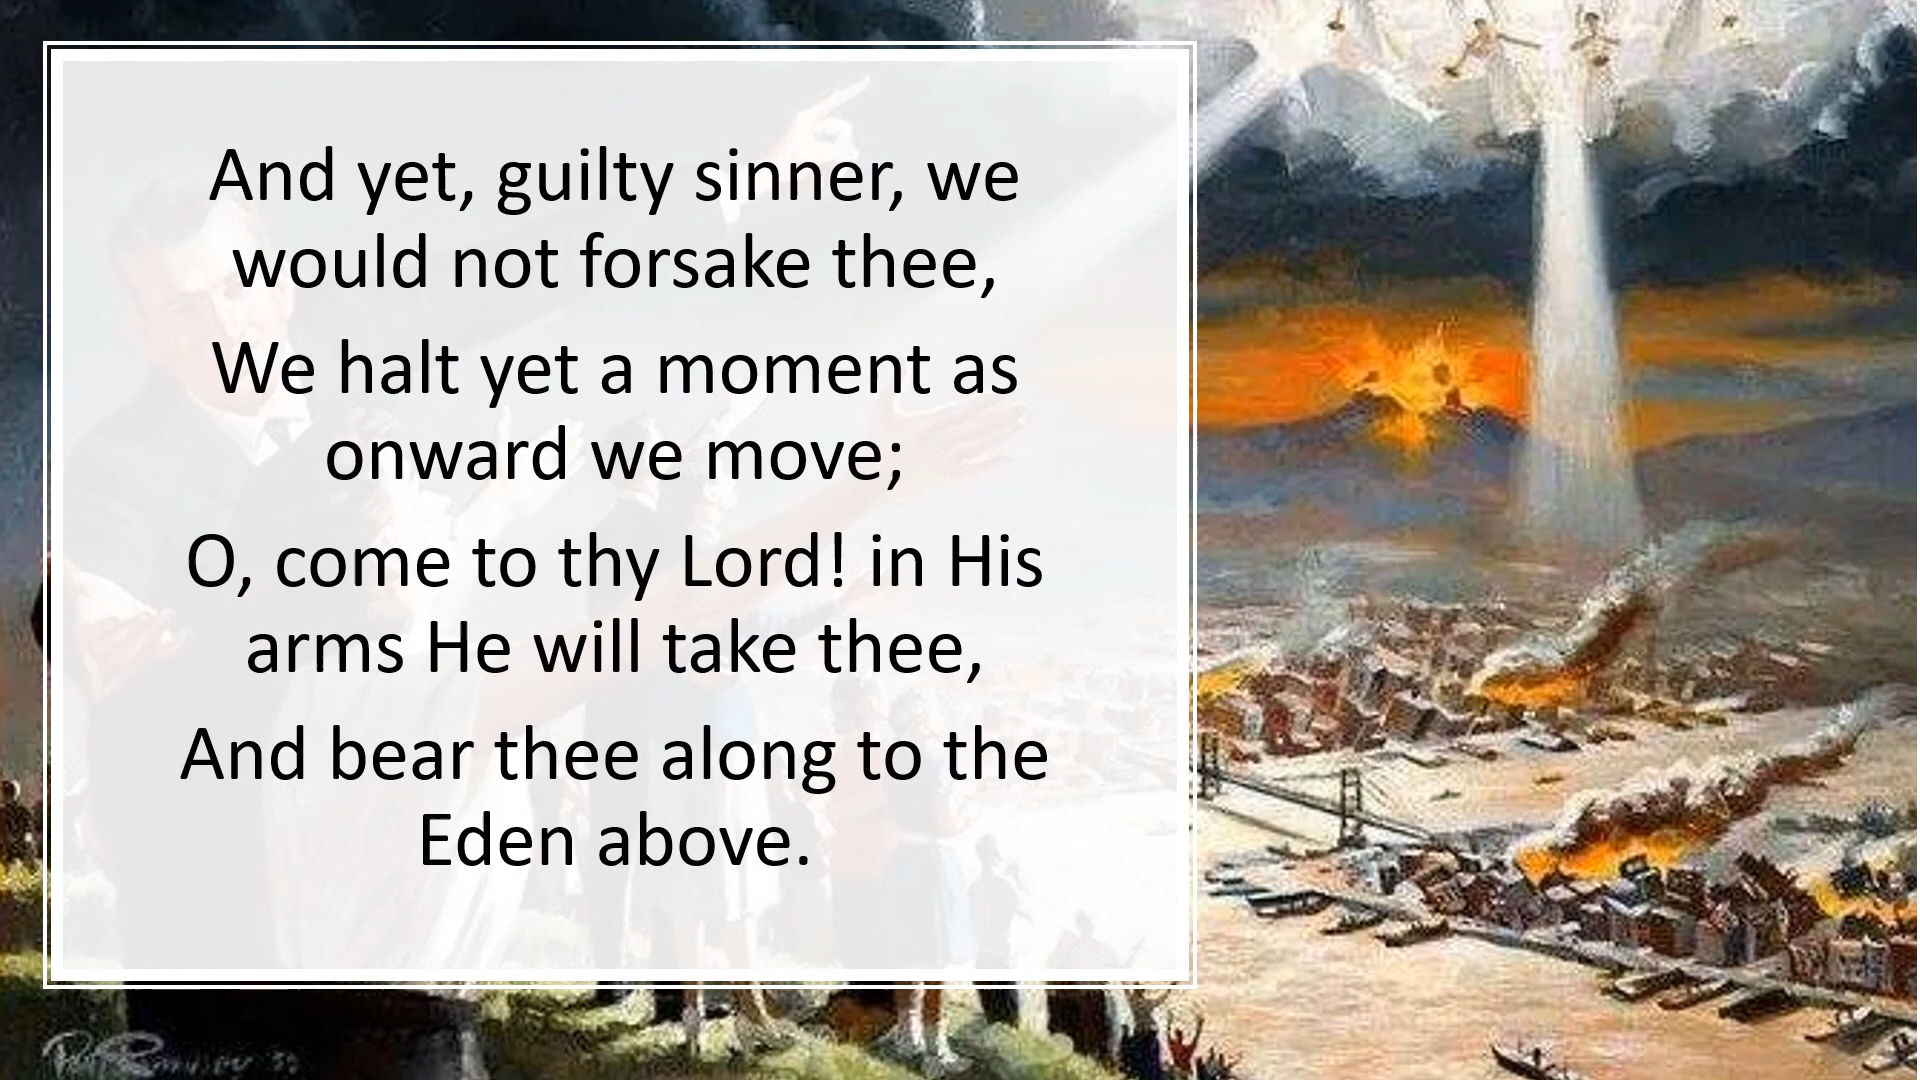 And yet, guilty sinner, we
would not forsake thee,
We halt yet a moment as
onward we move;
O, come to thy Lord! in His
arms He will take thee,
And bear thee along to the
Eden above.